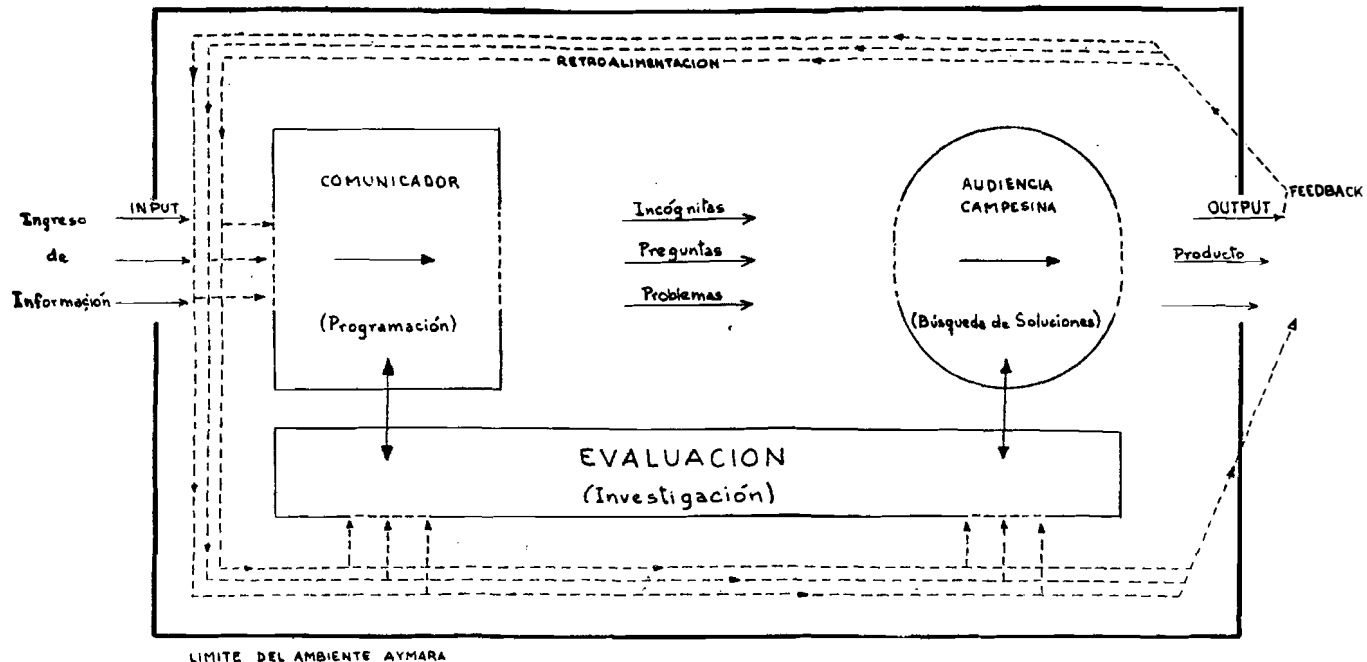 RETROALIMENTACION
COMUNICADOR
AUDIENCIA
CAMPESINA
FEEDBACK
INPUT
OUTPUT
Ingreso
de
Información
Incógnitas
Preguntas
Problemas
Producto
(Programación)
(Búsqueda de Soluciones)
EVALUACION
(Investigación)
LIMITE DEL AMBIENTE AYMARA